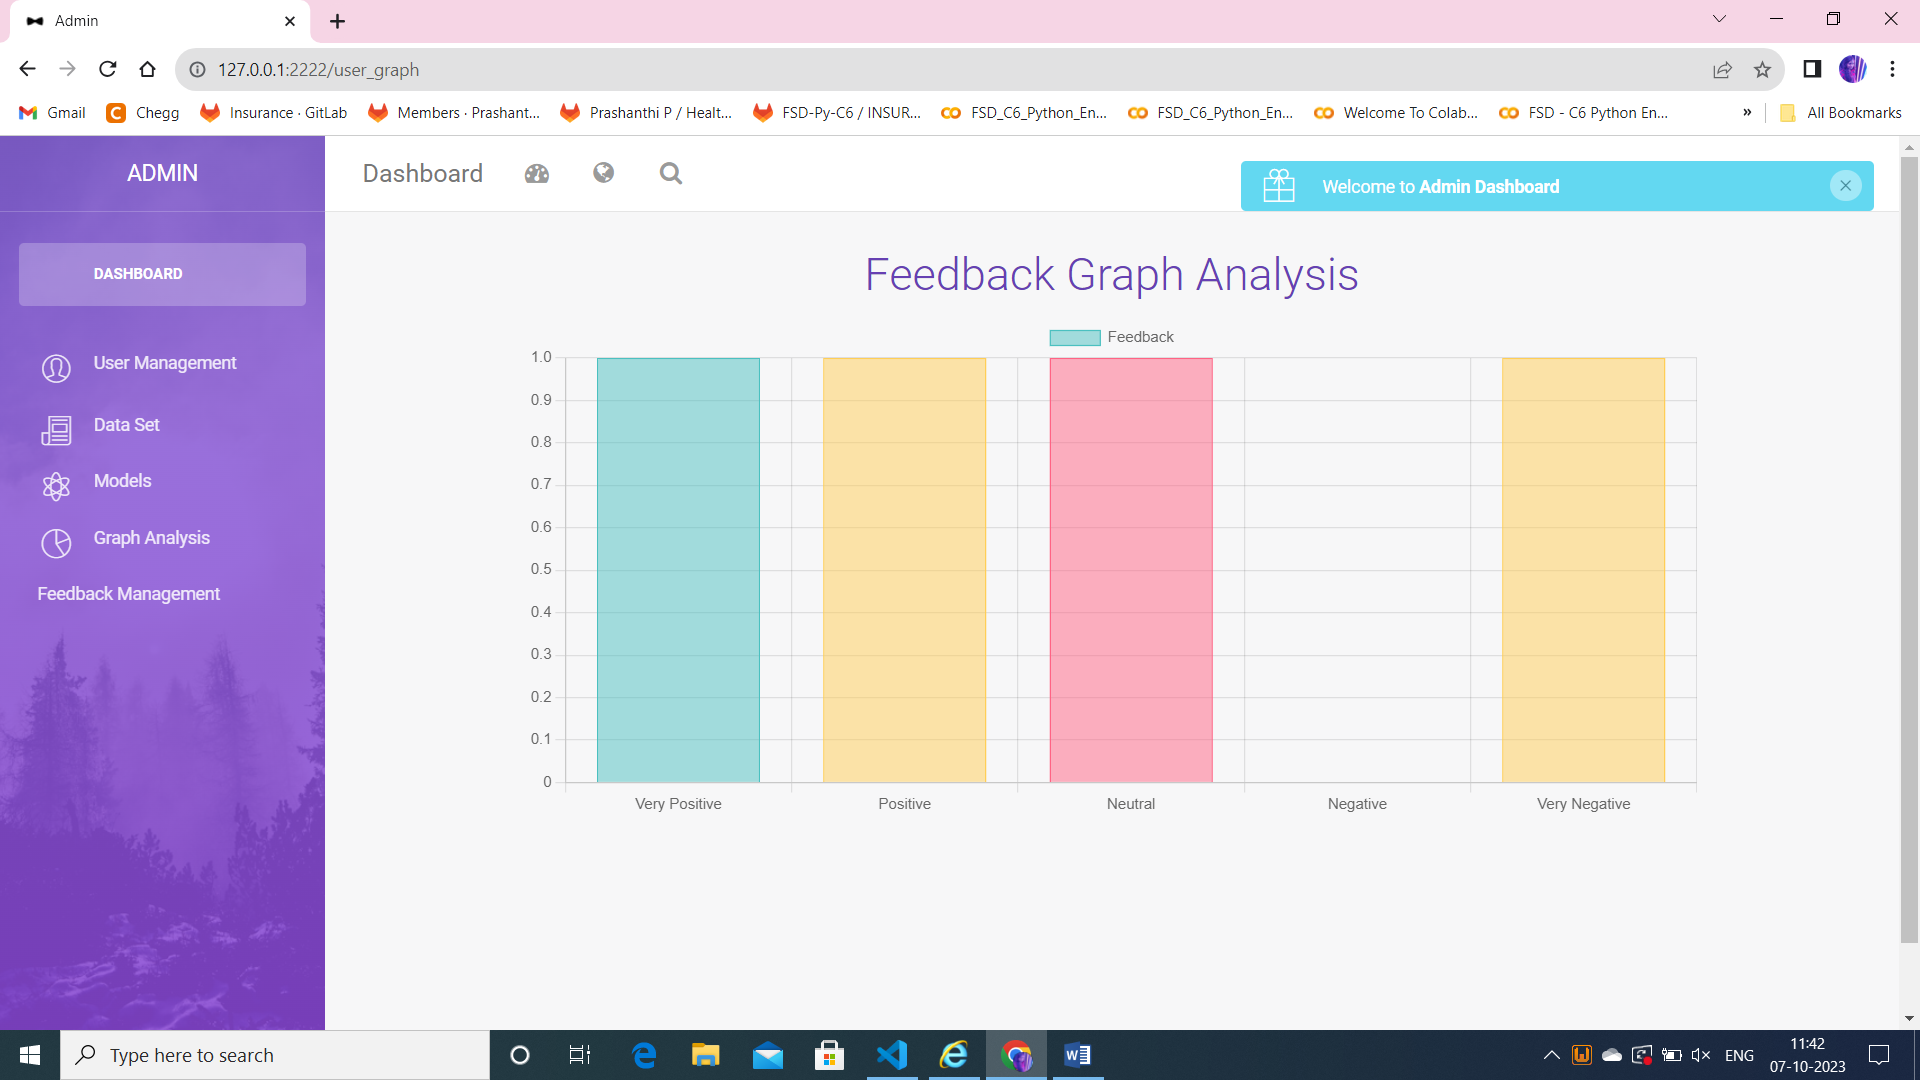 Admin
127.0.0.1:2222/user_graph
Gmail
Chegg
Insurance · GitLab
Members · Prashant...
Prashanthi P / Healt...
FSD-Py-C6 / INSUR...
FSD_C6_Python_En...
FSD_C6_Python_En...
Welcome To Colab...
FSD - C6 Python En...
»
All Bookmarks
ADMIN
DASHBOARD
User Management
Data Set
Models
Graph Analysis
Feedback Management
Dashboard
Welcome to Admin Dashboard
Feedback Graph Analysis
Feedback
1.0
0.9
0.8
0.7
0.6
0.5
0.4
0.3
0.2
0.1
0
Very Positive
Positive
Neutral
Negative
Very Negative
Type here to search
ENG
11:42
07-10-2023